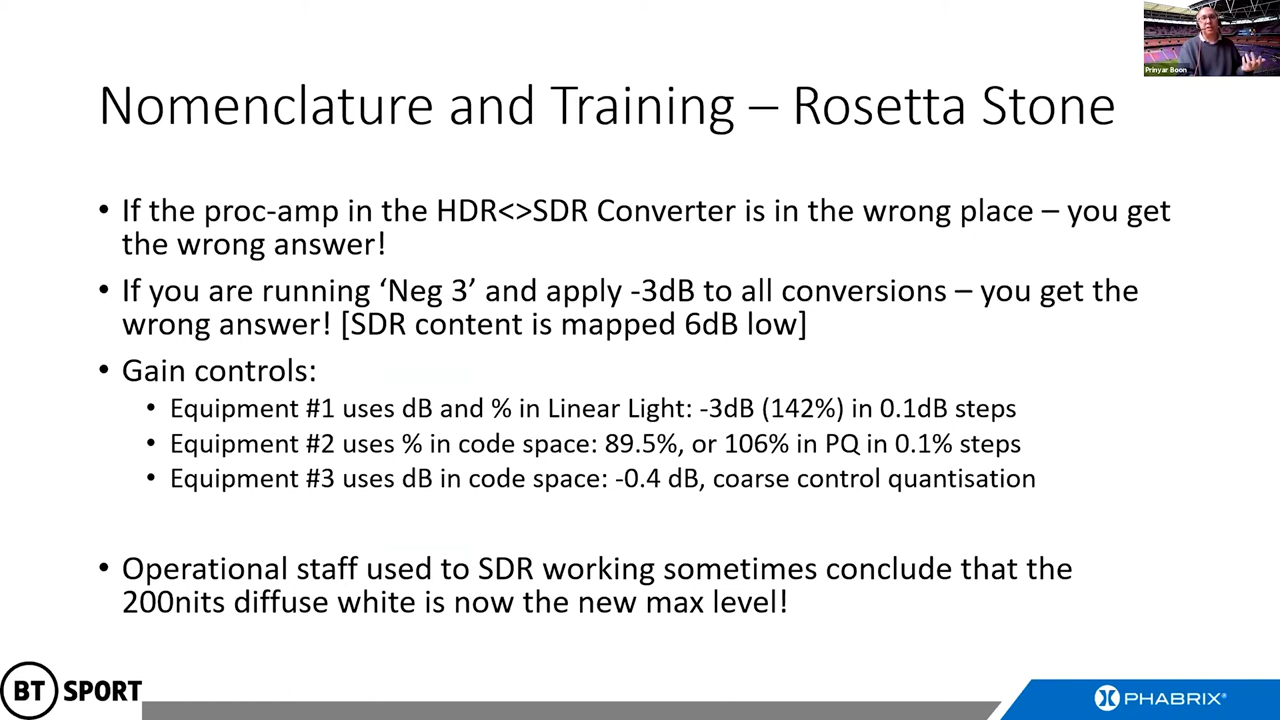 Prinyar Boon
Nomenclature and Training – Rosetta Stone
• If the proc-amp in the HDR<>SDR Converter is in the wrong place – you get
the wrong answer!
• If you are running ‘Neg 3’ and apply -3dB to all conversions – you get the
wrong answer! [SDR content is mapped 6dB low]
• Gain controls:
• Equipment #1 uses dB and % in Linear Light: -3dB (142%) in 0.1dB steps
• Equipment #2 uses % in code space: 89.5%, or 106% in PQ in 0.1% steps
• Equipment #3 uses dB in code space: -0.4 dB, coarse control quantisation
• Operational staff used to SDR working sometimes conclude that the
200nits diffuse white is now the new max level!
BT SPORT
PHABRIX®